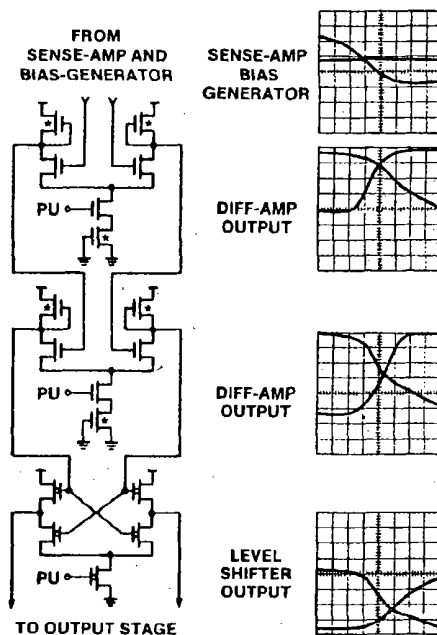 FROM
SENSE-AMP AND
BIAS-GENERATOR
SENSE-AMP
BIAS
GENERATOR
*
*
PU
*
DIFF-AMP
OUTPUT
*
*
PU
*
DIFF-AMP
OUTPUT
PU
LEVEL
SHIFTER
OUTPUT
TO OUTPUT STAGE